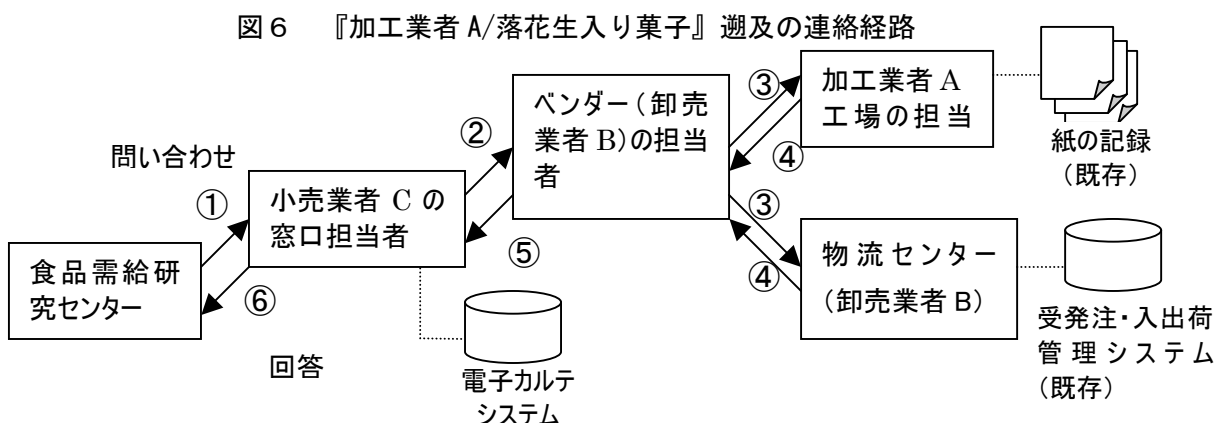 図6 『加工業者A/落花生入り菓子』遡及の連絡経路
問い合わせ
①
食品需給研
究センター
⑥
回答
小売業者 C の
窓口担当者
電子カルテ
システム
②
⑤
ベンダー(卸売
業者 B)の担当
者
③
④
加工業者 A
工場の担当
紙の記録
(既存)
③
④
物流センター
(卸売業者 B)
受発注・入出荷
管理システム
(既存)